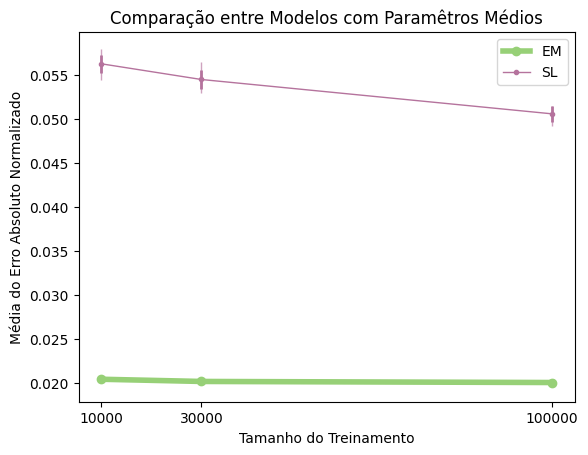 Comparação entre Modelos com Paramêtros Médios
EM
SL
Média do Erro Absoluto Normalizado
0.055
0.050
0.045
0.040
0.035
0.030
0.025
0.020
10000
30000
100000
Tamanho do Treinamento